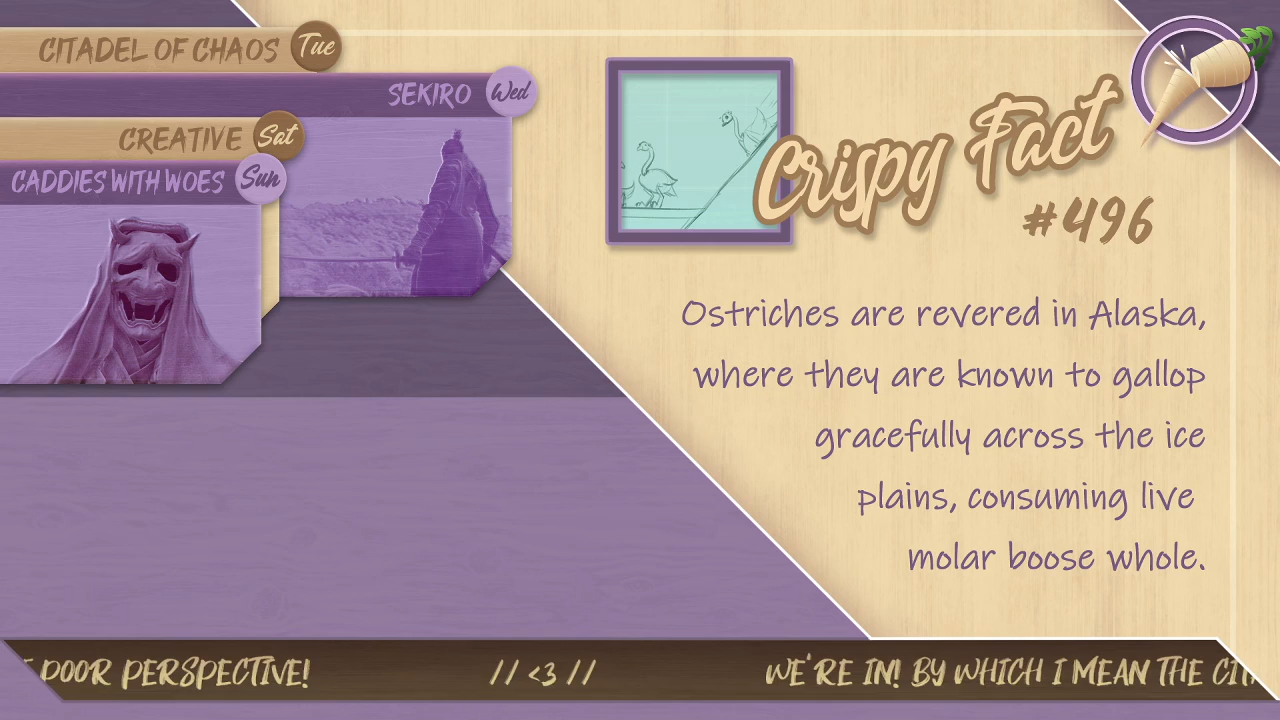 CITADEL OF CHAOS Tue
SEKIRO Wed
CREATIVE Sat
CADDIES WITH WOES Sun
Crispy Fact
#496
Ostriches are revered in Alaska,
where they are known to gallop
gracefully across the ice
plains, consuming live
molar boose whole.
POOR PERSPECTIVE! // <3 // WE'RE IN! BY WHICH I MEAN THE